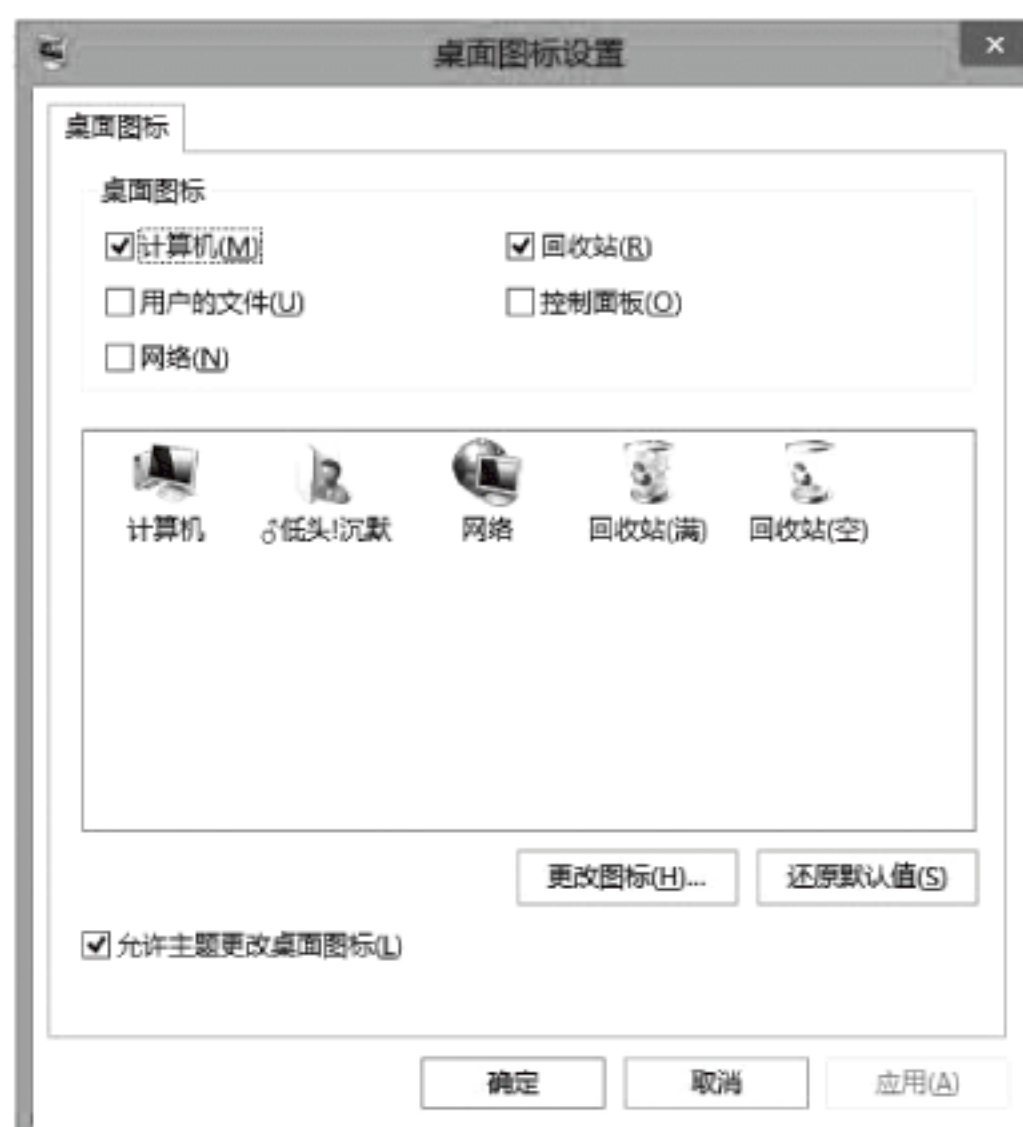 桌面图标设置
桌面图标
桌面图标
计算机(M) 回收站(R)
用户的文件(U) 控制面板(O)
网络(N)
计算机 ♂低头!沉默 网络 回收站(满) 回收站(空)
更改图标(H)... 还原默认值(S)
允许主题更改桌面图标(L)
确定 取消 应用(A)